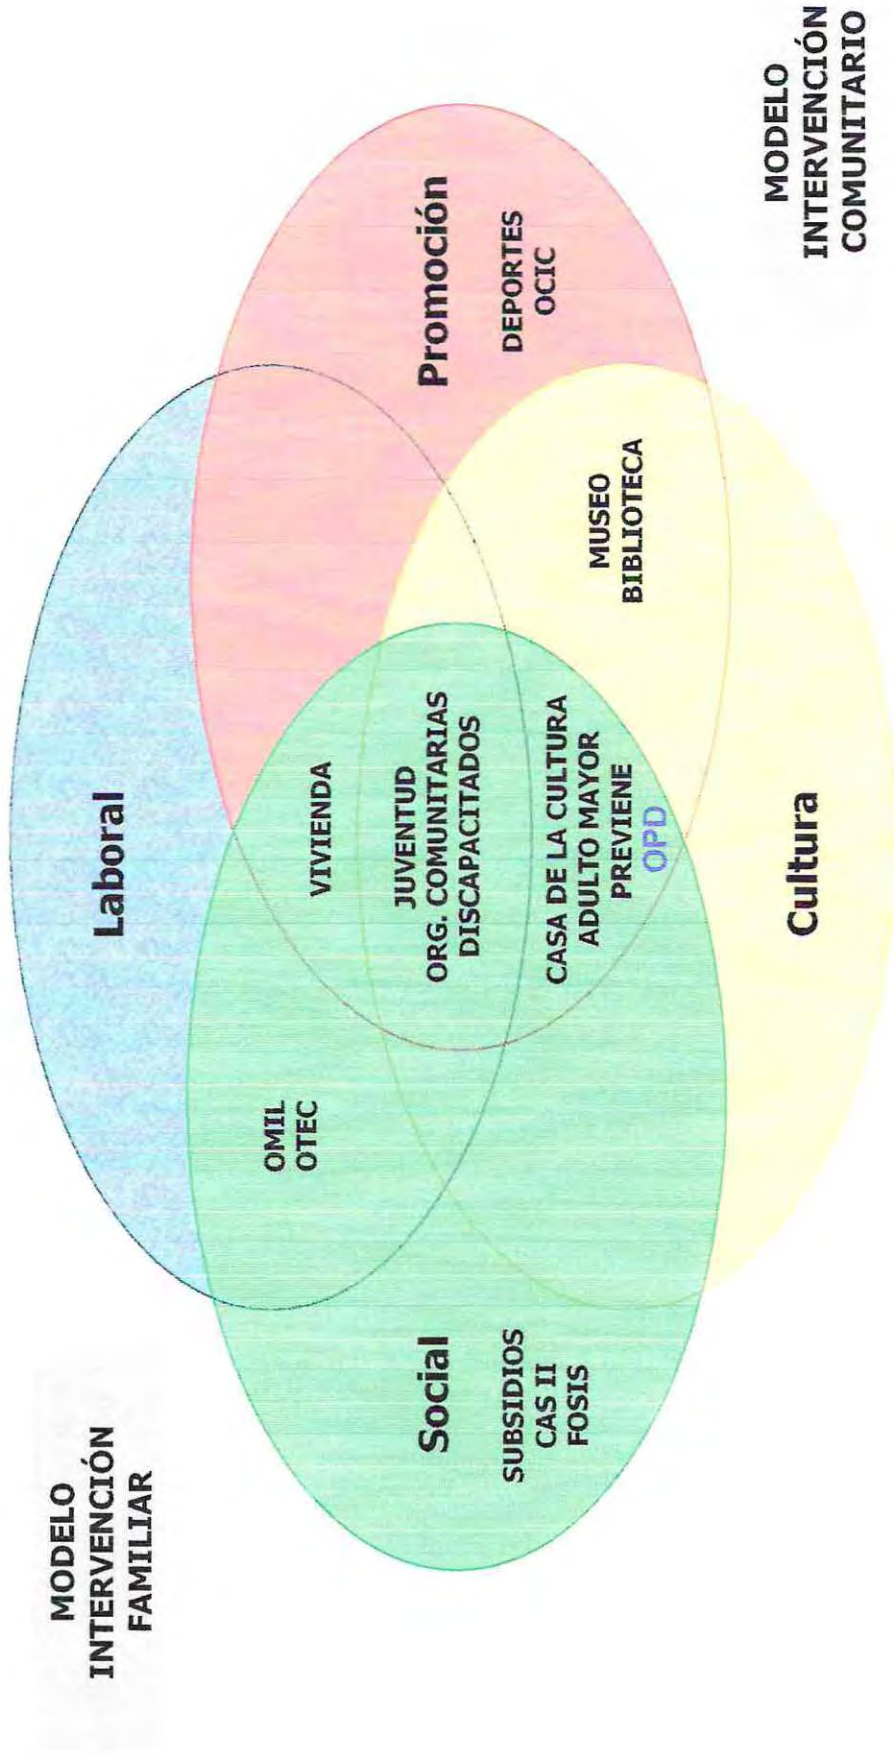 MODELO
INTERVENCIÓN
FAMILIAR
Laboral
OMIL
OTEC
VIVIENDA
Social
SUBSIDIOS
CAS II
FOSIS
JUVENTUD
ORG. COMUNITARIAS
DISCAPACITADOS
Promoción
DEPORTES
OCIC
CASA DE LA CULTURA
ADULTO MAYOR
PREVIENE
OPD
MUSEO
BIBLIOTECA
Cultura
MODELO
INTERVENCIÓN
COMUNITARIO